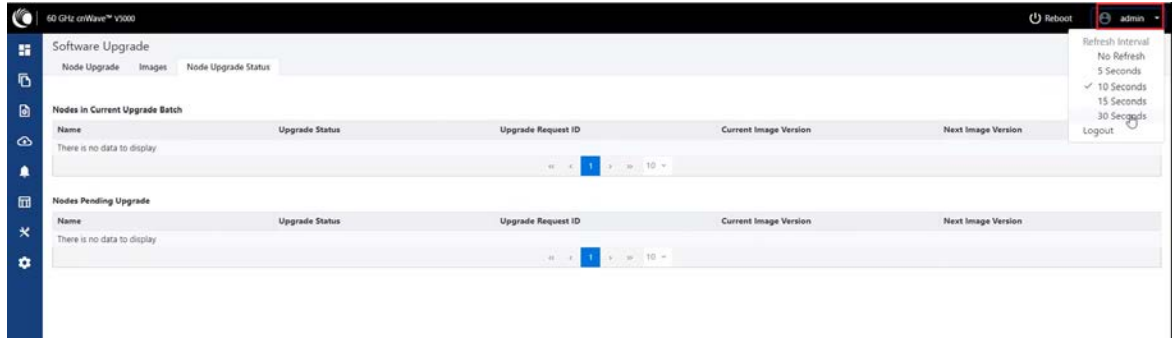 60 GHz cnWave™ V5000 Reboot admin
Software Upgrade
Node Upgrade Images Node Upgrade Status
Refresh Interval
No Refresh
5 Seconds
10 Seconds
15 Seconds
30 Seconds
Logout
Nodes in Current Upgrade Batch
Name Upgrade Status Upgrade Request ID Current Image Version Next Image Version
There is no data to display
« ‹ 1 › » 10
Nodes Pending Upgrade
Name Upgrade Status Upgrade Request ID Current Image Version Next Image Version
There is no data to display
« ‹ 1 › » 10